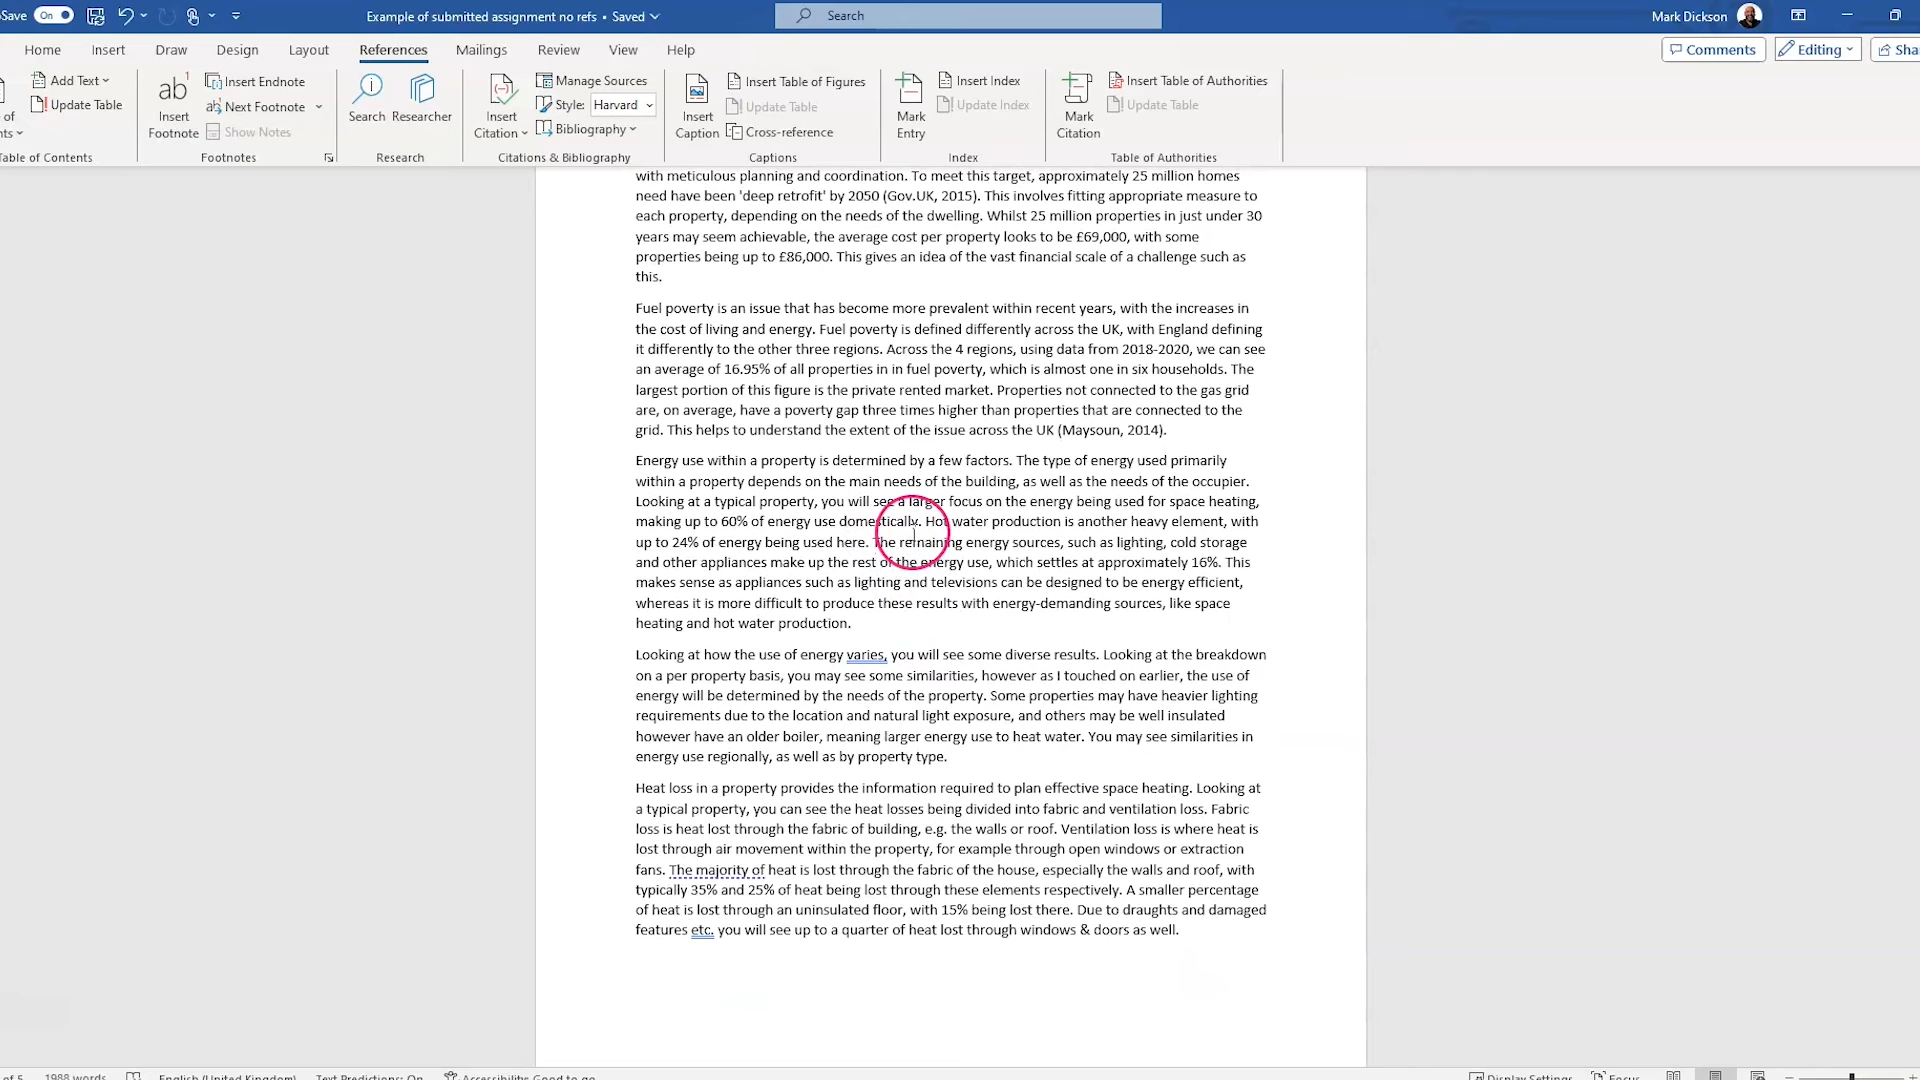 Save On Example of submitted assignment no refs • Saved Search Mark Dickson
Home Insert Draw Design Layout References Mailings Review View Help Comments Editing
Add Text
Update Table
Table of Contents
ab
Insert
Footnote
Insert Endnote
Next Footnote
Show Notes
Footnotes
Search
Researcher
Research
Insert
Citation
Manage Sources
Style: Harvard
Bibliography
Citations & Bibliography
Insert
Caption
Insert Table of Figures
Update Table
Cross-reference
Captions
Mark
Entry
Insert Index
Update Index
Index
Mark
Citation
Insert Table of Authorities
Update Table
Table of Authorities
with meticulous planning and coordination. To meet this target, approximately 25 million homes
need have been 'deep retrofit' by 2050 (Gov.UK, 2015). This involves fitting appropriate measure to
each property, depending on the needs of the dwelling. Whilst 25 million properties in just under 30
years may seem achievable, the average cost per property looks to be £69,000, with some
properties being up to £86,000. This gives an idea of the vast financial scale of a challenge such as
this.
Fuel poverty is an issue that has become more prevalent within recent years, with the increases in
the cost of living and energy. Fuel poverty is defined differently across the UK, with England defining
it differently to the other three regions. Across the 4 regions, using data from 2018-2020, we can see
an average of 16.95% of all properties in in fuel poverty, which is almost one in six households. The
largest portion of this figure is the private rented market. Properties not connected to the gas grid
are, on average, have a poverty gap three times higher than properties that are connected to the
grid. This helps to understand the extent of the issue across the UK (Maysoun, 2014).
Energy use within a property is determined by a few factors. The type of energy used primarily
within a property depends on the main needs of the building, as well as the needs of the occupier.
Looking at a typical property, you will see a larger focus on the energy being used for space heating,
making up to 60% of energy use domestically. Hot water production is another heavy element, with
up to 24% of energy being used here. The remaining energy sources, such as lighting, cold storage
and other appliances make up the rest of the energy use, which settles at approximately 16%. This
makes sense as appliances such as lighting and televisions can be designed to be energy efficient,
whereas it is more difficult to produce these results with energy-demanding sources, like space
heating and hot water production.
Looking at how the use of energy varies, you will see some diverse results. Looking at the breakdown
on a per property basis, you may see some similarities, however as I touched on earlier, the use of
energy will be determined by the needs of the property. Some properties may have heavier lighting
requirements due to the location and natural light exposure, and others may be well insulated
however have an older boiler, meaning larger energy use to heat water. You may see similarities in
energy use regionally, as well as by property type.
Heat loss in a property provides the information required to plan effective space heating. Looking at
a typical property, you can see the heat losses being divided into fabric and ventilation loss. Fabric
loss is heat lost through the fabric of building, e.g. the walls or roof. Ventilation loss is where heat is
lost through air movement within the property, for example through open windows or extraction
fans. The majority of heat is lost through the fabric of the house, especially the walls and roof, with
typically 35% and 25% of heat being lost through these elements respectively. A smaller percentage
of heat is lost through an uninsulated floor, with 15% being lost there. Due to draughts and damaged
features etc. you will see up to a quarter of heat lost through windows & doors as well.
of 5 1988 words English (United Kingdom) Text Predictions: On Accessibility: Good to go Display Settings Focus